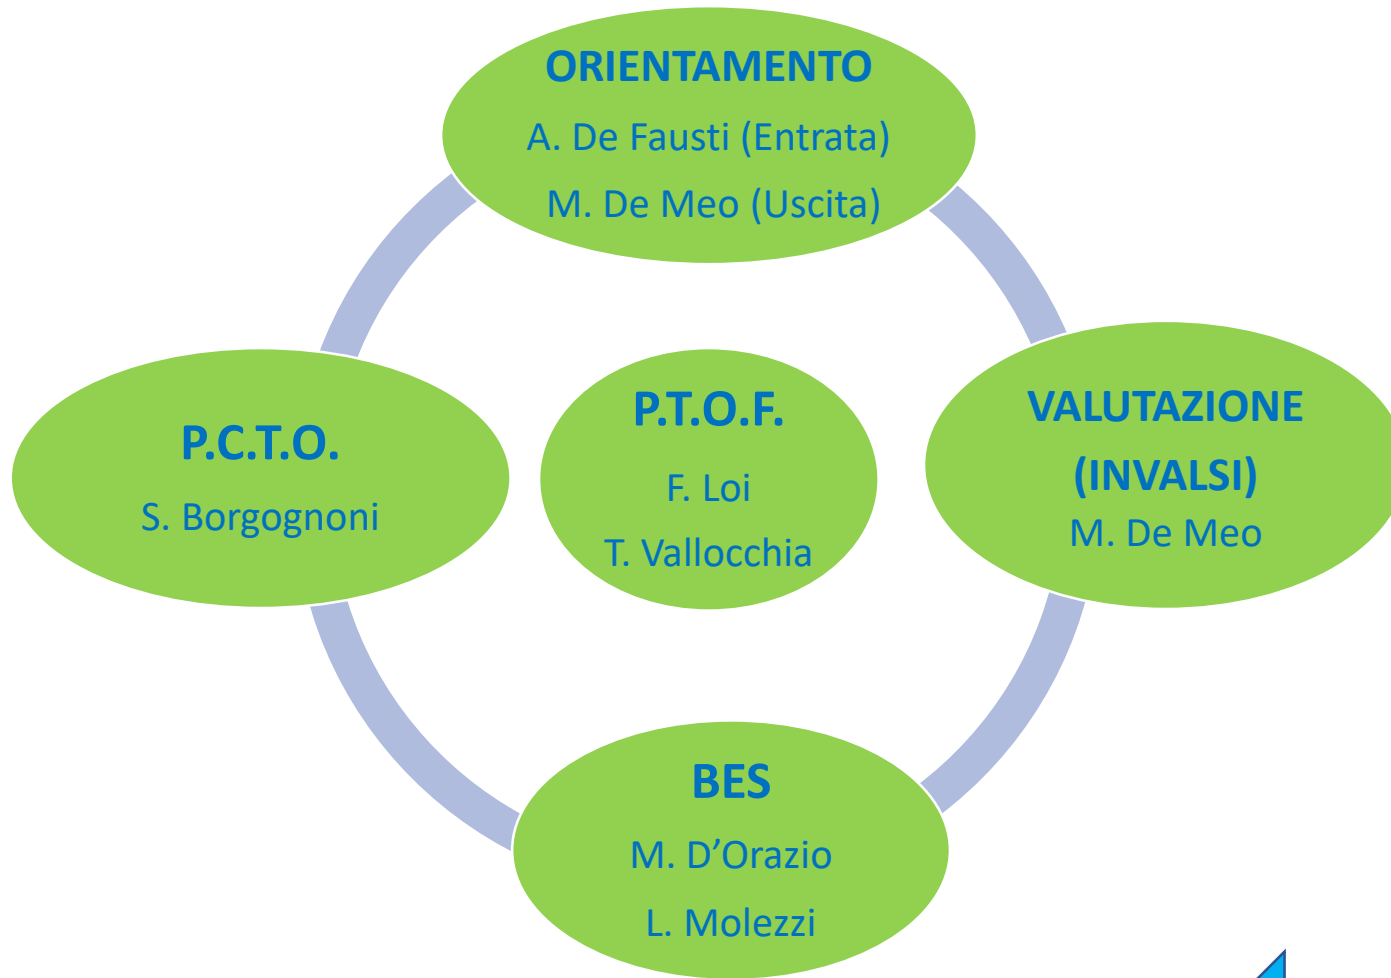 ORIENTAMENTO
A. De Fausti (Entrata)
M. De Meo (Uscita)
P.C.T.O.
S. Borgognoni
P.T.O.F.
F. Loi
T. Vallocchia
VALUTAZIONE
(INVALSI)
M. De Meo
BES
M. D’Orazio
L. Molezzi